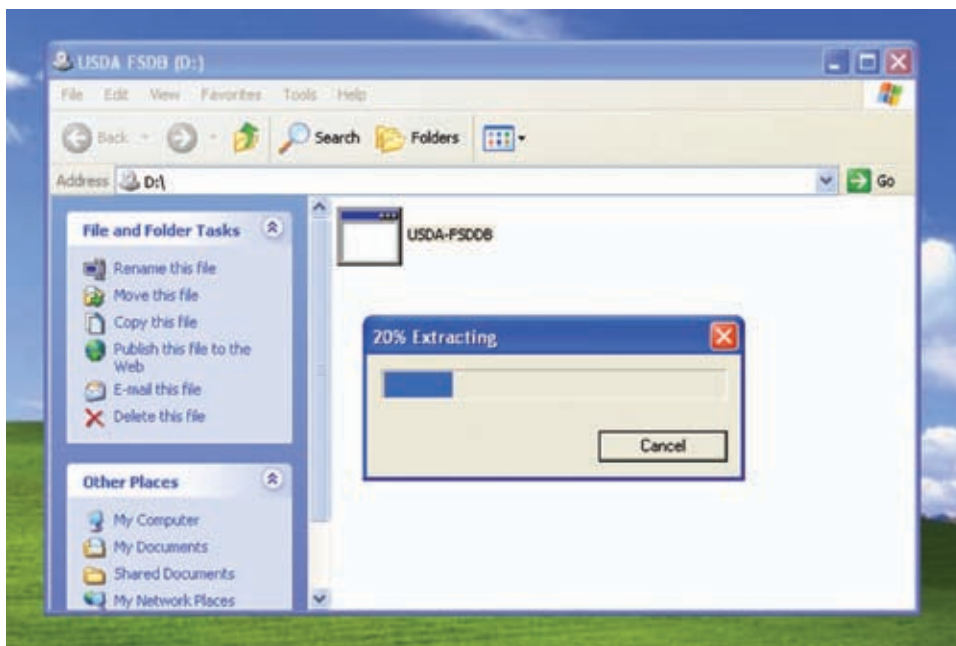 USDA FSDB (D:)
File Edit View Favorites Tools Help
Back Search Folders
Address D:\ Go
File and Folder Tasks
Rename this file
Move this file
Copy this file
Publish this file to the
Web
E-mail this file
Delete this file
USDA-FSDDB
20% Extracting
Cancel
Other Places
My Computer
My Documents
Shared Documents
My Network Places